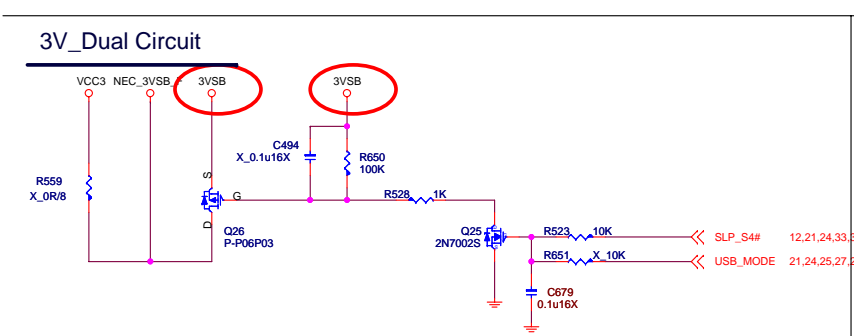 3V_Dual Circuit
VCC3 NEC_3VSB_ 3VSB 3VSB
C494
X_0.1u16X
R650
100K
R559
X_0R/8
S
G
D
R528 1K
Q26
P-P06P03
Q25
2N7002S
R523 10K
SLP_S4# 12,21,24,33,3
R651 X_10K
USB_MODE 21,24,25,27,2
C679
0.1u16X